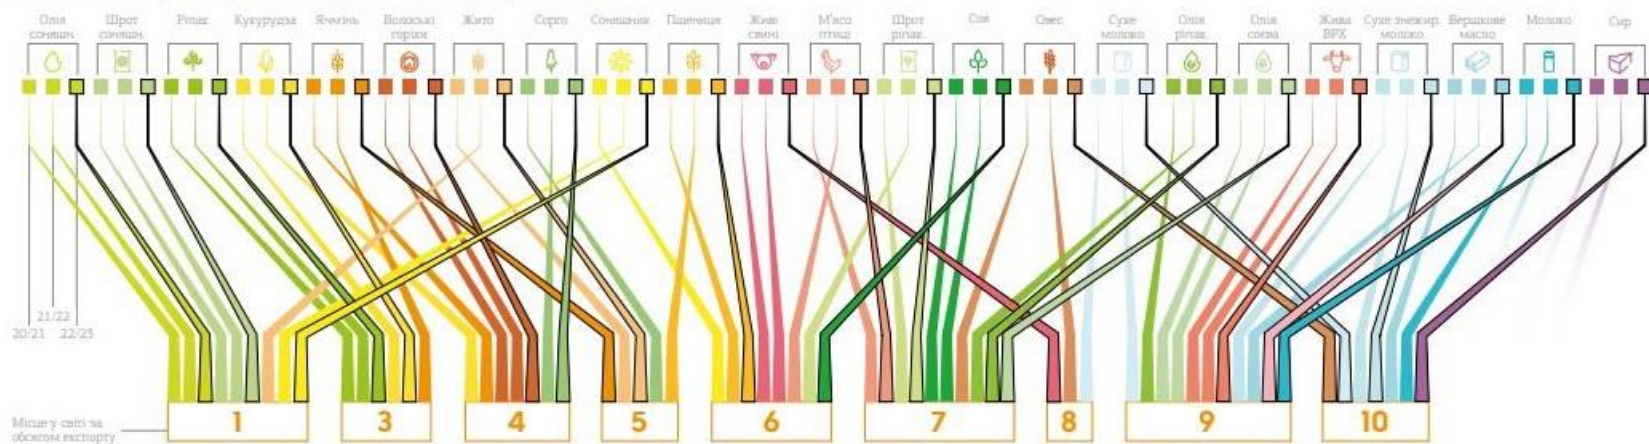 Олія соняшн.
Шрот соняшн.
Ріпак
Кукурудза
Ячмінь
Волоські горіхи
Жито
Сорго
Соняшник
Пшениця
Живі свині
М'ясо птиці
Шрот ріпак.
Соя
Овес
Сухе молоко
Олія ріпак.
Олія соєва
Жива ВРХ
Сухе знежир. молоко
Вершкове масло
Молоко
Сир
20/21
21/22
22/23
Місце у світі за
обсягом експорту
1
3
4
5
6
7
8
9
10